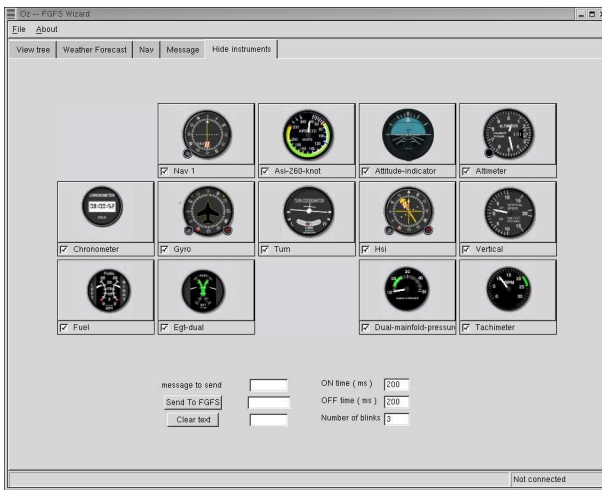 Oz — FGFS Wizard
File About
View tree Weather Forecast Nav Message Hide instruments
Nav 1 Asi-260-knot Attitude-indicator Altimeter
CHRONOMETER
TURN COORDINATOR
Chronometer Gyro Turn Hsi Vertical
FUEL
RPM
Fuel Egt-dual Dual-mainfold-pressun Tachimeter
message to send ON time ( ms ) 200
Send To FGFS OFF time ( ms ) 200
Clear text Number of blinks 3
Not connected